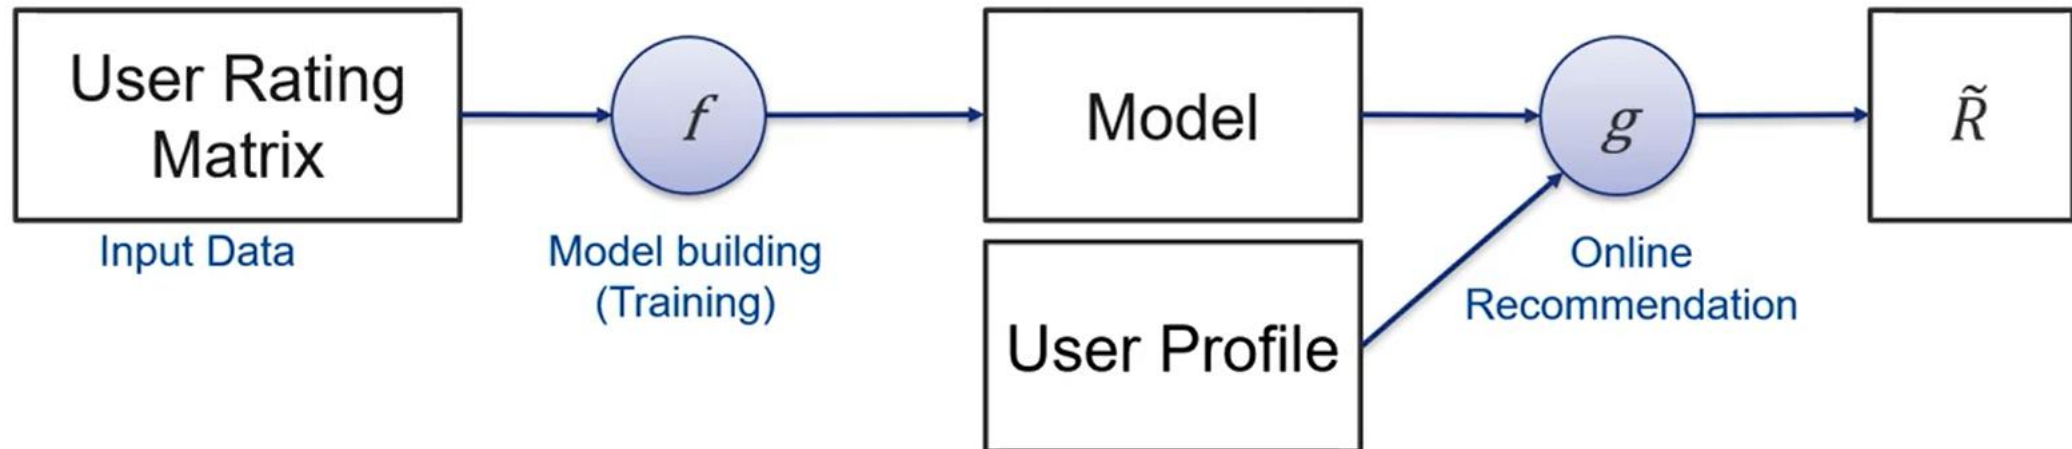 User Rating
Matrix
Input Data
f
Model building
(Training)
Model
User Profile
g
Online
Recommendation
R̃